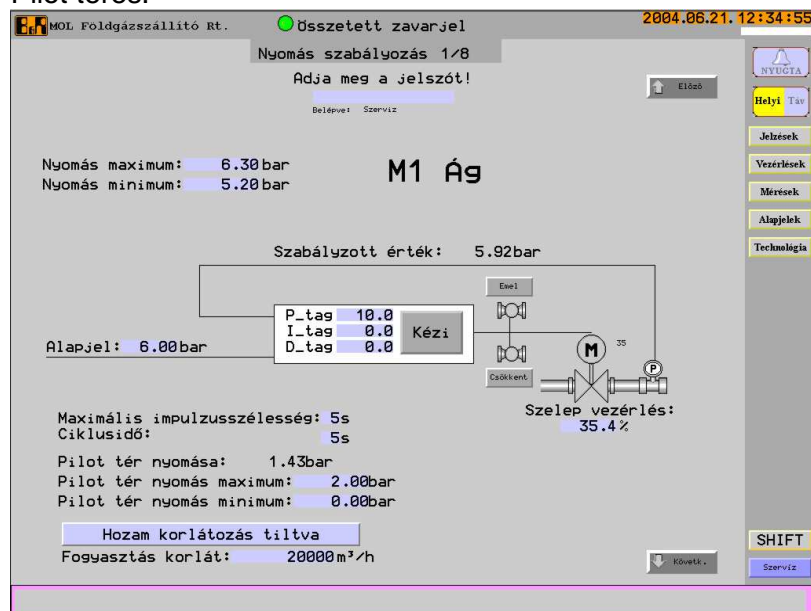 Pilot töröl.
B&R MOL Földgázszállító Rt. Összetett zavarjel 2004.06.21. 12:34:55
Nyomás szabályozás 1/8
Adja meg a jelszót!
Belépve: Szerviz
Előző
NYUGTA
Helyi Táv
Jelzések
Vezérlések
Mérések
Alapjelek
Technológia
Nyomás maximum: 6.30 bar
Nyomás minimum: 5.20 bar
M1 Ág
Szabályzott érték: 5.92bar
Emel
P_tag 10.0
I_tag 0.0
D_tag 0.0
Kézi
Alapjel: 6.00bar
M 35
P
Csökkent
Szelep vezérlés:
35.4%
Maximális impulzusszélesség: 5s
Ciklusidő: 5s
Pilot tér nyomása: 1.43bar
Pilot tér nyomás maximum: 2.00bar
Pilot tér nyomás minimum: 0.00bar
Hozam korlátozás tiltva
Fogyasztás korlát: 20000m³/h
Követk.
SHIFT
Szerviz